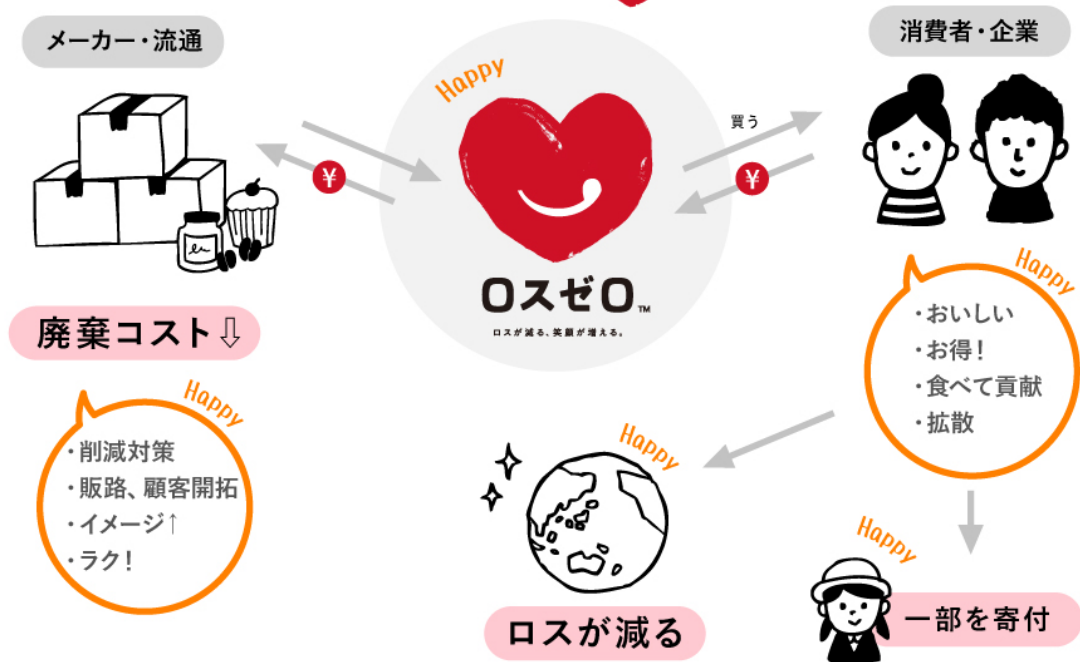 メーカー・流通
消費者・企業
Happy
買う
¥
¥
ロスゼロ™
ロスが減る、笑顔が増える。
廃棄コスト⇩
Happy
・削減対策
・販路、顧客開拓
・イメージ↑
・ラク!
Happy
・おいしい
・お得!
・食べて貢献
・拡散
Happy
ロスが減る
Happy
一部を寄付